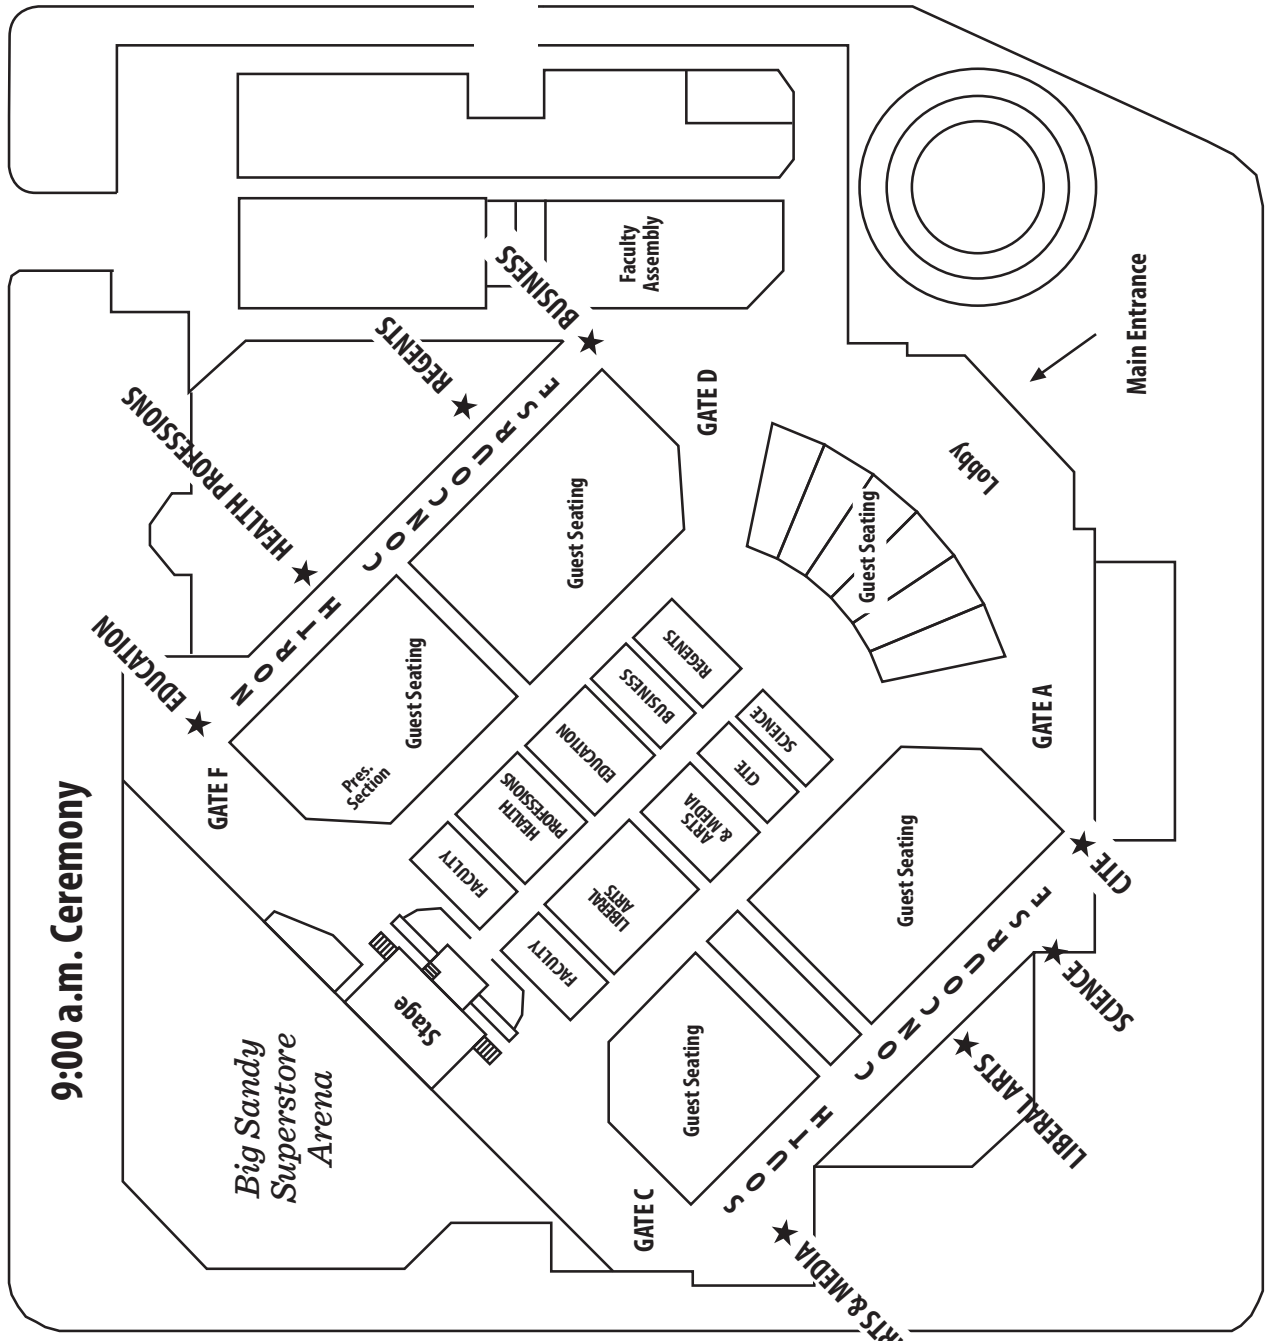 9:00 a.m. Ceremony
Big Sandy
Superstore
Arena
EDUCATION
HEALTH PROFESSIONS
REGENTS
BUSINESS
NORTH CONCOURSE
Faculty
Assembly
GATE F
GATE D
Main Entrance
Lobby
Guest Seating
Guest Seating
Guest Seating
Pres.
Section
REGENTS
BUSINESS
EDUCATION
HEALTH
PROFESSIONS
FACULTY
SCIENCE
CITE
ARTS
& MEDIA
LIBERAL
ARTS
FACULTY
Stage
Guest Seating
Guest Seating
GATE A
GATE C
SOUTH CONCOURSE
CITE
SCIENCE
LIBERAL ARTS
RTS & MEDIA